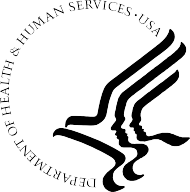 DEPARTMENT OF HEALTH & HUMAN SERVICES • USA